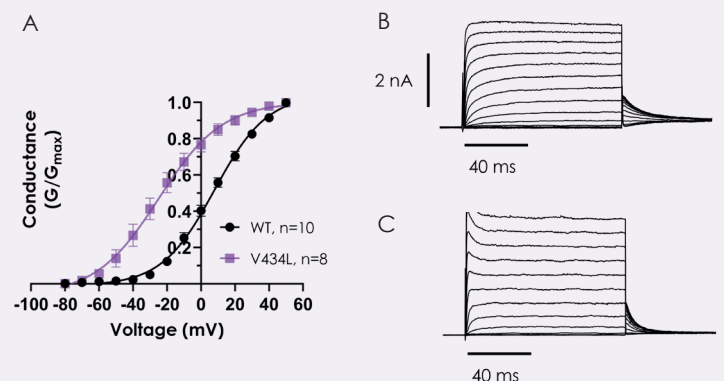 A
Conductance
(G/Gmax)
1.0
0.8
0.6
0.4
0.2
WT, n=10
V434L, n=8
-100 -80 -60 -40 -20 0 20 40 60
Voltage (mV)
B
2 nA
40 ms
C
40 ms